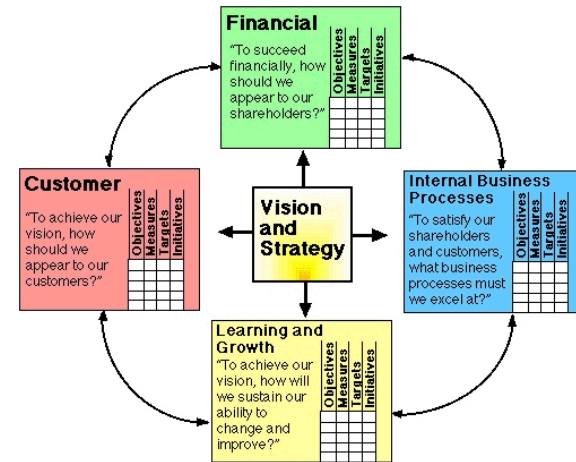 Financial
“To succeed
financially, how
should we
appear to our
shareholders?”
Objectives
Measures
Targets
Initiatives
Customer
“To achieve our
vision, how
should we
appear to our
customers?”
Objectives
Measures
Targets
Initiatives
Vision
and
Strategy
Internal Business
Processes
“To satisfy our
shareholders
and customers,
what business
processes must
we excel at?”
Objectives
Measures
Targets
Initiatives
Learning and
Growth
“To achieve our
vision, how will
we sustain our
ability to
change and
improve?”
Objectives
Measures
Targets
Initiatives